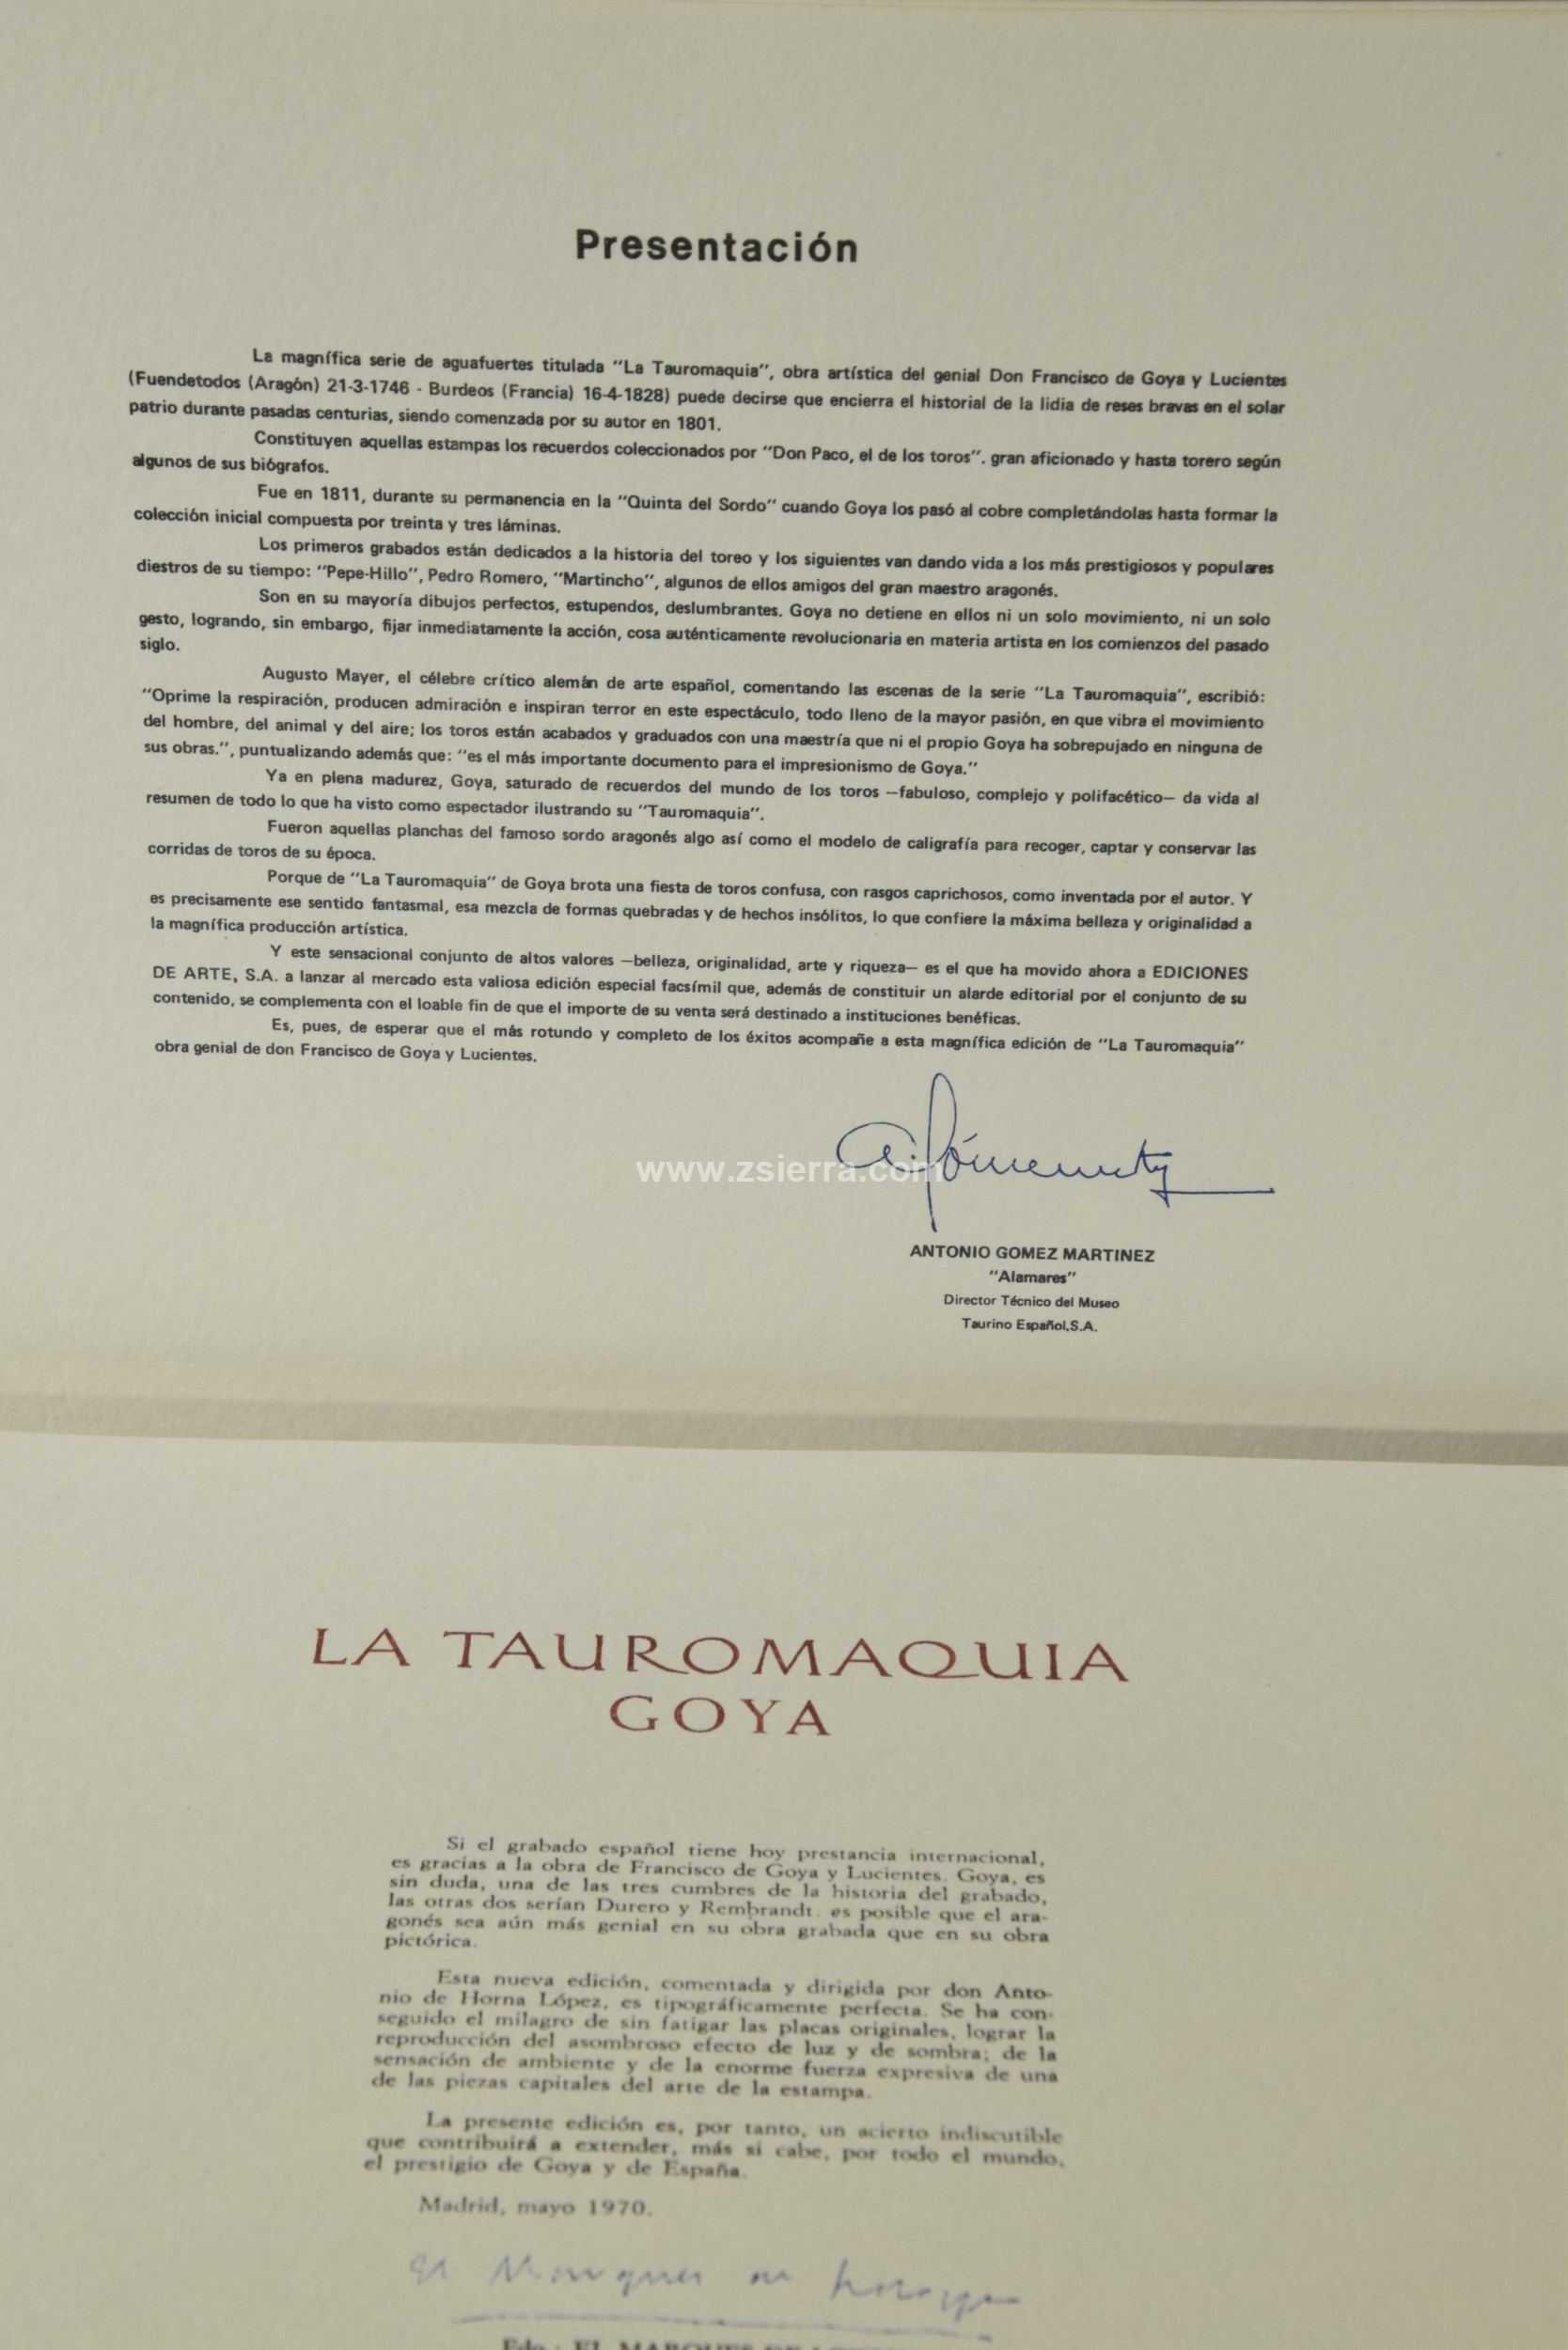 Presentación
La magnífica serie de aguafuertes titulada "La Tauromaquia", obra artística del genial Don Francisco de Goya y Lucientes
(Fuendetodos (Aragón) 21-3-1746 - Burdeos (Francia) 16-4-1828) puede decirse que encierra el historial de la lidia de reses bravas en el solar
patrio durante pasadas centurias, siendo comenzada por su autor en 1801.
Constituyen aquellas estampas los recuerdos coleccionados por "Don Paco, el de los toros". gran aficionado y hasta torero según
algunos de sus biógrafos.
Fue en 1811, durante su permanencia en la "Quinta del Sordo" cuando Goya los pasó al cobre completándolas hasta formar la
colección inicial compuesta por treinta y tres láminas.
Los primeros grabados están dedicados a la historia del toreo y los siguientes van dando vida a los más prestigiosos y populares
diestros de su tiempo: "Pepe-Hillo", Pedro Romero, "Martincho", algunos de ellos amigos del gran maestro aragonés.
Son en su mayoría dibujos perfectos, estupendos, deslumbrantes. Goya no detiene en ellos ni un solo movimiento, ni un solo
gesto, logrando, sin embargo, fijar inmediatamente la acción, cosa auténticamente revolucionaria en materia artista en los comienzos del pasado
siglo.
Augusto Mayer, el célebre crítico alemán de arte español, comentando las escenas de la serie "La Tauromaquia", escribió:
"Oprime la respiración, producen admiración e inspiran terror en este espectáculo, todo lleno de la mayor pasión, en que vibra el movimiento
del hombre, del animal y del aire; los toros están acabados y graduados con una maestría que ni el propio Goya ha sobrepujado en ninguna de
sus obras.", puntualizando además que: "es el más importante documento para el impresionismo de Goya."
Ya en plena madurez, Goya, saturado de recuerdos del mundo de los toros —fabuloso, complejo y polifacético— da vida al
resumen de todo lo que ha visto como espectador ilustrando su "Tauromaquia".
Fueron aquellas planchas del famoso sordo aragonés algo así como el modelo de caligrafía para recoger, captar y conservar las
corridas de toros de su época.
Porque de "La Tauromaquia" de Goya brota una fiesta de toros confusa, con rasgos caprichosos, como inventada por el autor. Y
es precisamente ese sentido fantasmal, esa mezcla de formas quebradas y de hechos insólitos, lo que confiere la máxima belleza y originalidad a
la magnífica producción artística.
Y este sensacional conjunto de altos valores —belleza, originalidad, arte y riqueza— es el que ha movido ahora a EDICIONES
DE ARTE, S.A. a lanzar al mercado esta valiosa edición especial facsímil que, además de constituir un alarde editorial por el conjunto de su
contenido, se complementa con el loable fin de que el importe de su venta será destinado a instituciones benéficas.
Es, pues, de esperar que el más rotundo y completo de los éxitos acompañe a esta magnífica edición de "La Tauromaquia"
obra genial de don Francisco de Goya y Lucientes.
www.zsierra.com
ANTONIO GOMEZ MARTINEZ
"Alamares"
Director Técnico del Museo
Taurino Español,S.A.
LA TAUROMAQUIA
GOYA
Si el grabado español tiene hoy prestancia internacional,
es gracias a la obra de Francisco de Goya y Lucientes. Goya, es
sin duda, una de las tres cumbres de la historia del grabado,
las otras dos serían Durero y Rembrandt; es posible que el ara-
gonés sea aún más genial en su obra grabada que en su obra
pictórica.
Esta nueva edición, comentada y dirigida por don Anto-
nio de Horna López, es tipográficamente perfecta. Se ha con-
seguido el milagro de sin fatigar las placas originales, lograr la
reproducción del asombroso efecto de luz y de sombra; de la
sensación de ambiente y de la enorme fuerza expresiva de una
de las piezas capitales del arte de la estampa.
La presente edición es, por tanto, un acierto indiscutible
que contribuirá a extender, más si cabe, por todo el mundo,
el prestigio de Goya y de España.
Madrid, mayo 1970.